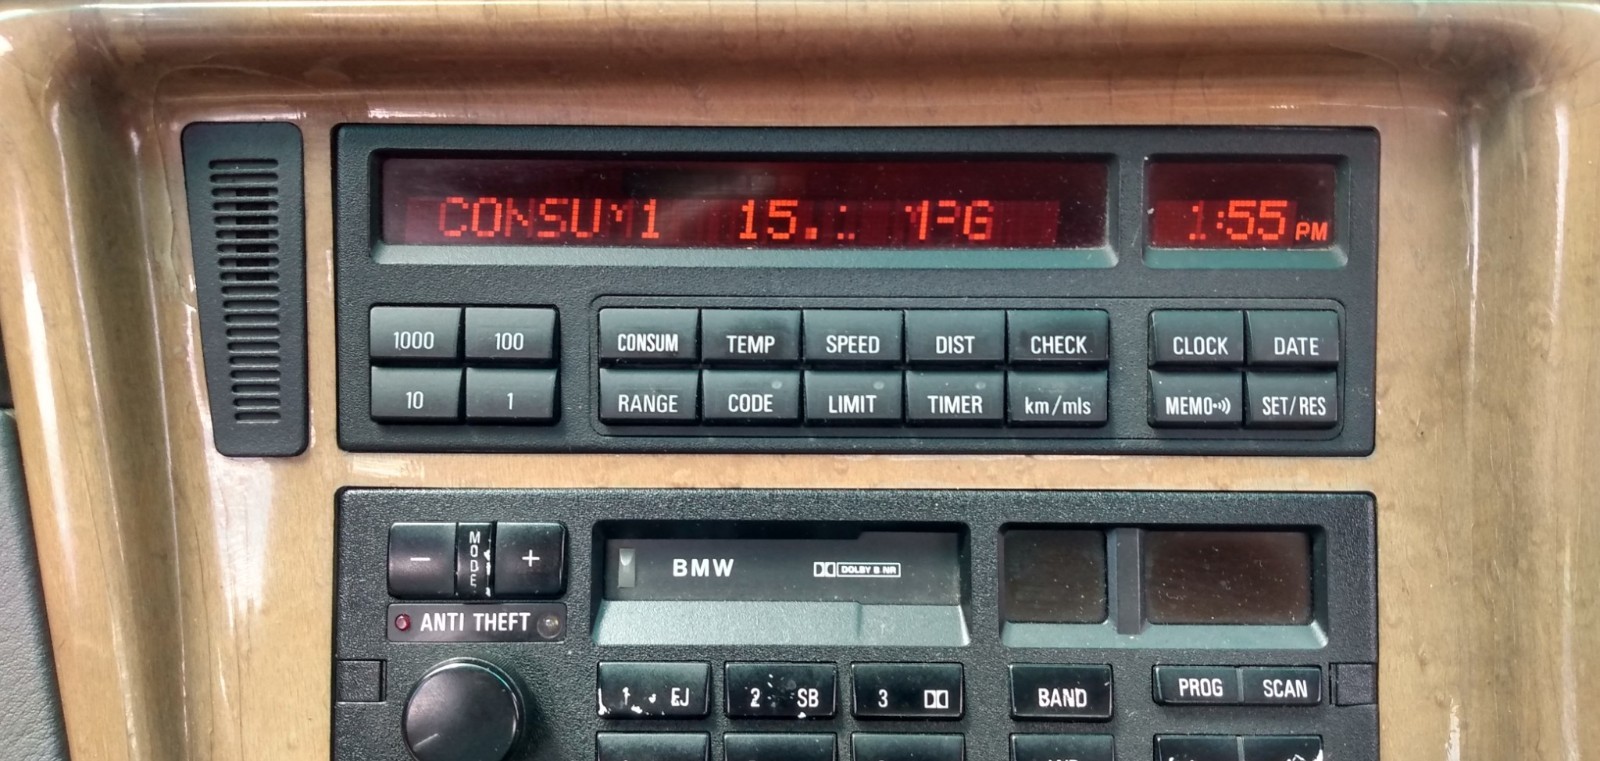 CONSUM1 15. MPG 1:55 PM
1000 100 CONSUM TEMP SPEED DIST CHECK CLOCK DATE
10 1 RANGE CODE LIMIT TIMER km/mls MEMO SET/RES
− MODE + BMW DOLBY B NR
ANTI THEFT
1 EJ 2 SB 3 BAND PROG SCAN